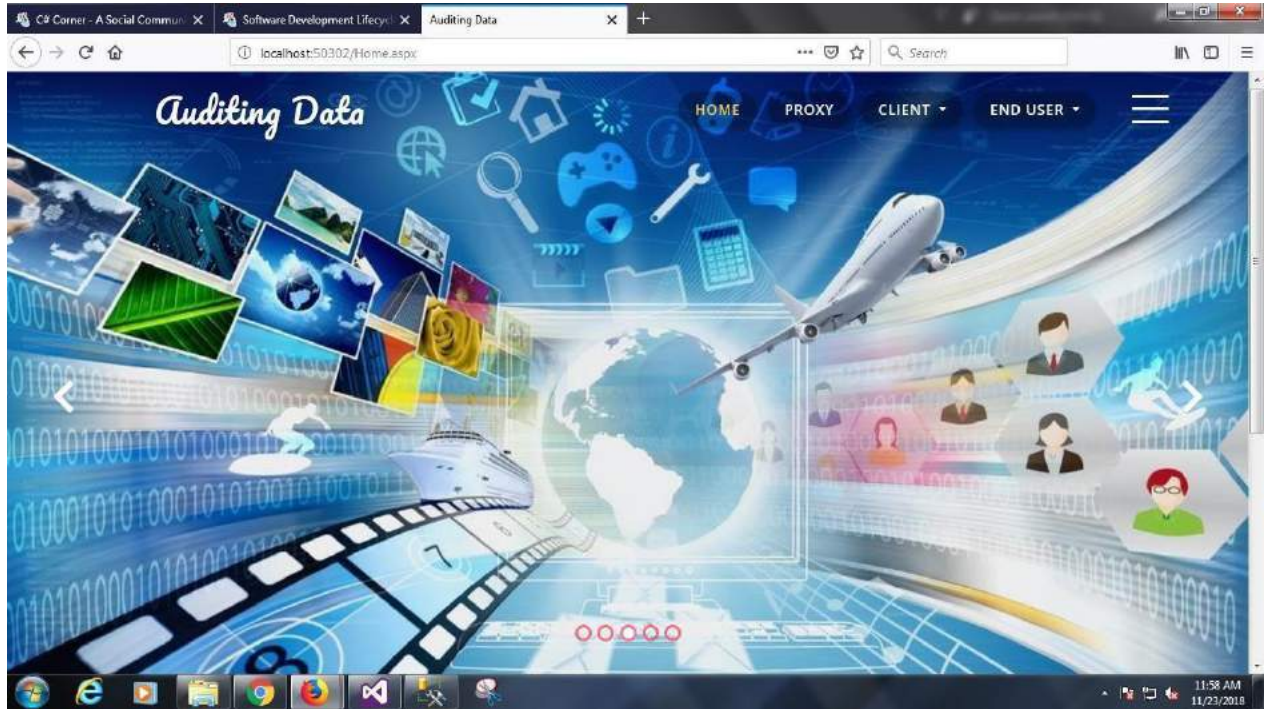 C# Corner - A Social Commun
Software Development Lifecycl
Auditing Data
localhost:50302/Home.aspx
Search
Auditing Data
HOME
PROXY
CLIENT
END USER
11:58 AM
11/23/2018